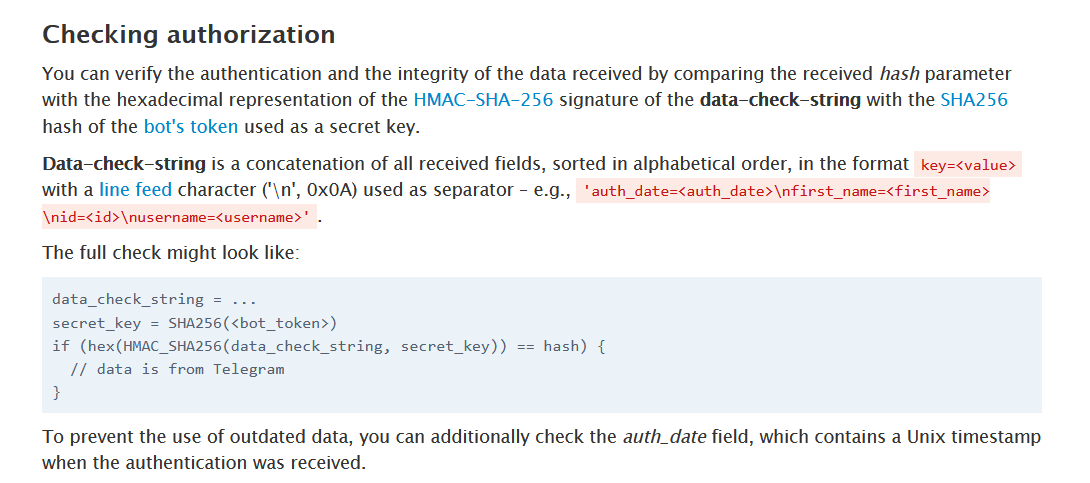 Checking authorization
You can verify the authentication and the integrity of the data received by comparing the received hash parameter
with the hexadecimal representation of the HMAC-SHA-256 signature of the data-check-string with the SHA256
hash of the bot's token used as a secret key.
Data-check-string is a concatenation of all received fields, sorted in alphabetical order, in the format key=<value>
with a line feed character ('\n', 0x0A) used as separator – e.g., 'auth_date=<auth_date>\nfirst_name=<first_name>
\nid=<id>\nusername=<username>'.
The full check might look like:
data_check_string = ...
secret_key = SHA256(<bot_token>)
if (hex(HMAC_SHA256(data_check_string, secret_key)) == hash) {
  // data is from Telegram
}
To prevent the use of outdated data, you can additionally check the auth_date field, which contains a Unix timestamp
when the authentication was received.